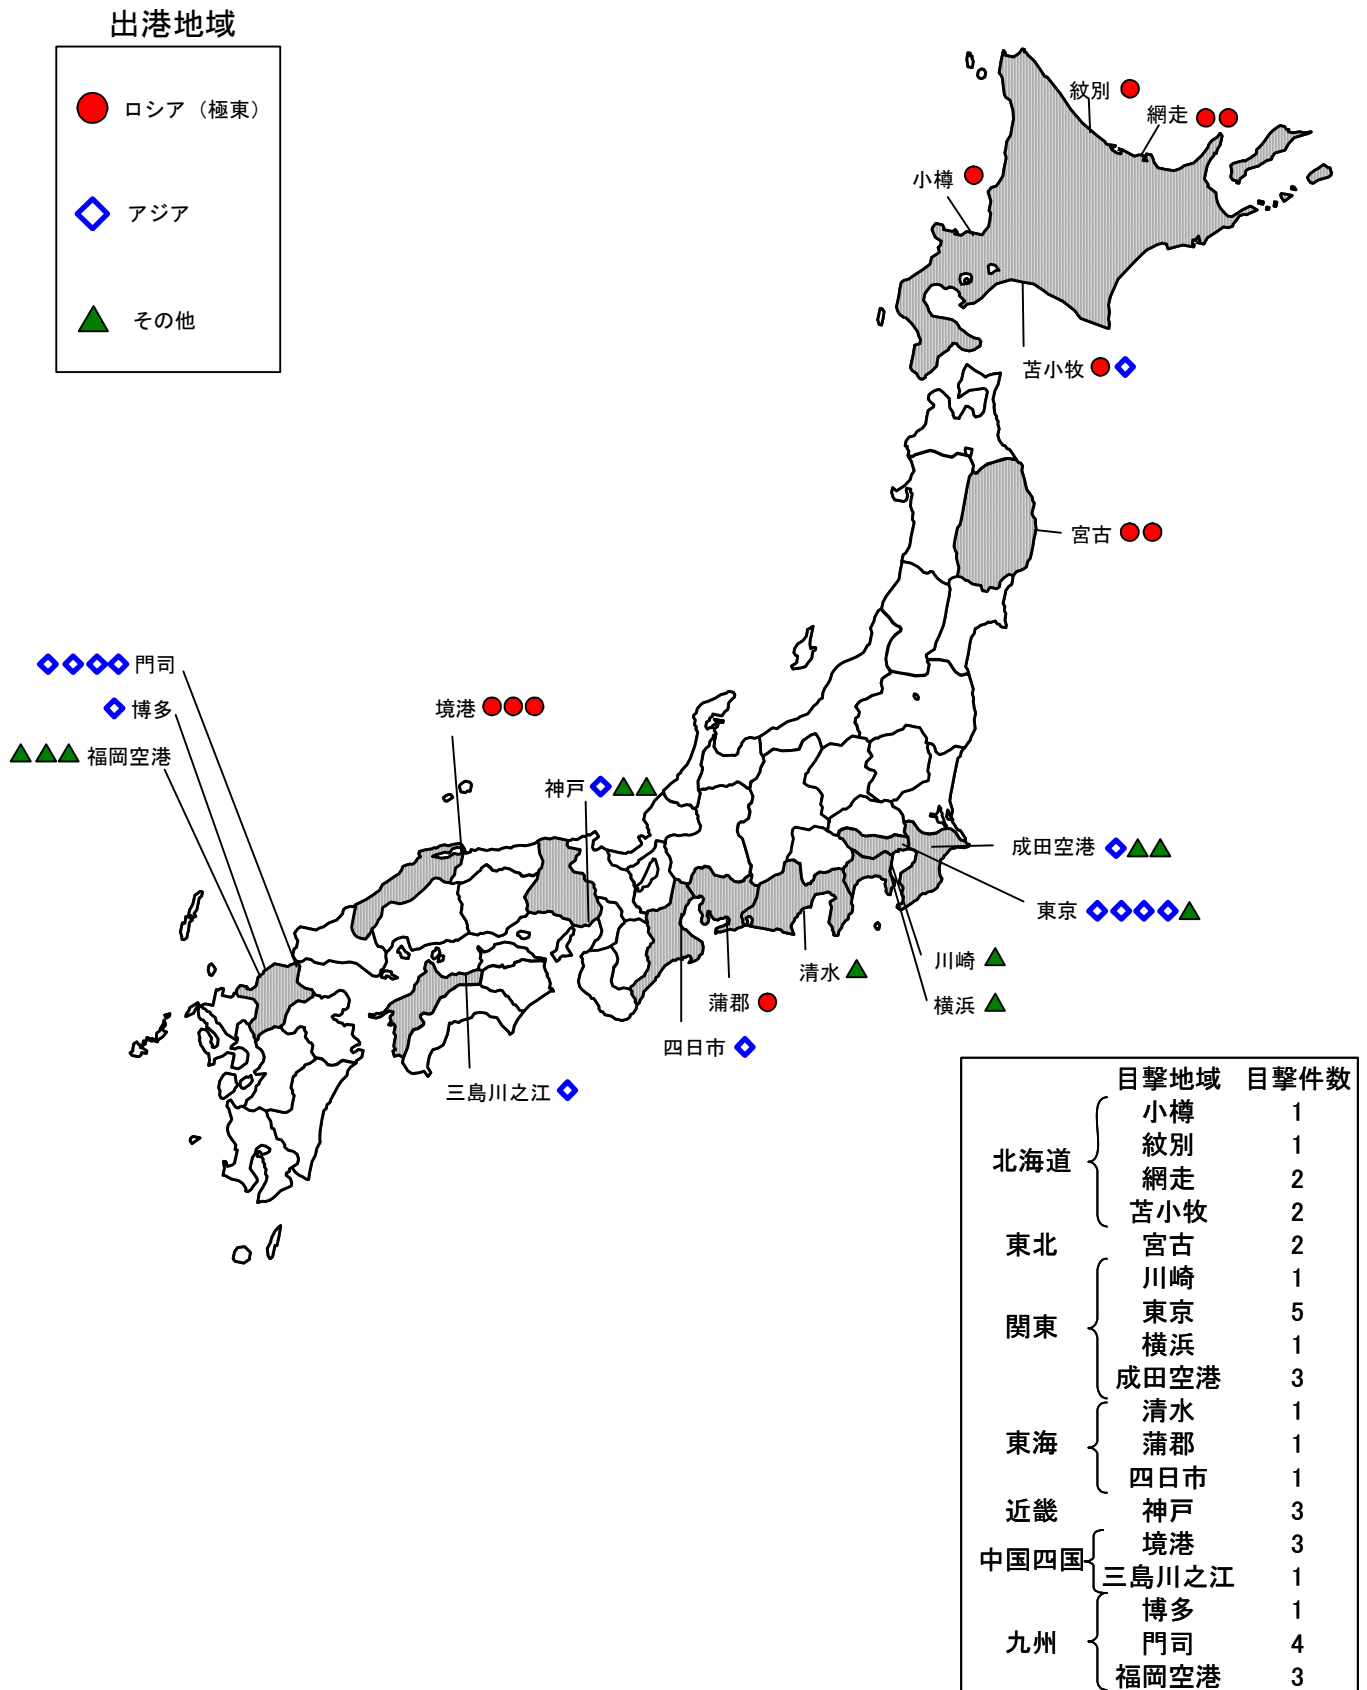 出港地域
ロシア（極東）
アジア
その他
紋別
網走
小樽
苫小牧
宮古
門司
博多
福岡空港
境港
神戸
成田空港
東京
川崎
横浜
清水
蒲郡
四日市
三島川之江
目撃地域 目撃件数
北海道
小樽 1
紋別 1
網走 2
苫小牧 2
東北 宮古 2
関東
川崎 1
東京 5
横浜 1
成田空港 3
東海
清水 1
蒲郡 1
四日市 1
近畿 神戸 3
中国四国
境港 3
三島川之江 1
九州
博多 1
門司 4
福岡空港 3